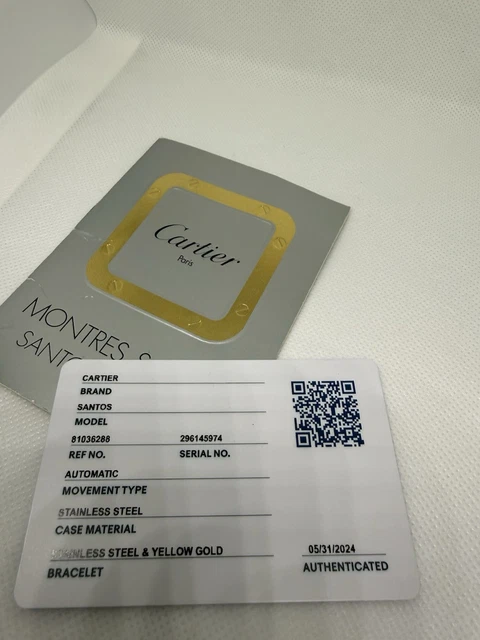 Cartier
Paris
MONTRES
CARTIER
BRAND
SANTOS
MODEL
81036288 296145974
REF NO. SERIAL NO.
AUTOMATIC
MOVEMENT TYPE
STAINLESS STEEL
CASE MATERIAL
STAINLESS STEEL & YELLOW GOLD 05/31/2024
BRACELET AUTHENTICATED